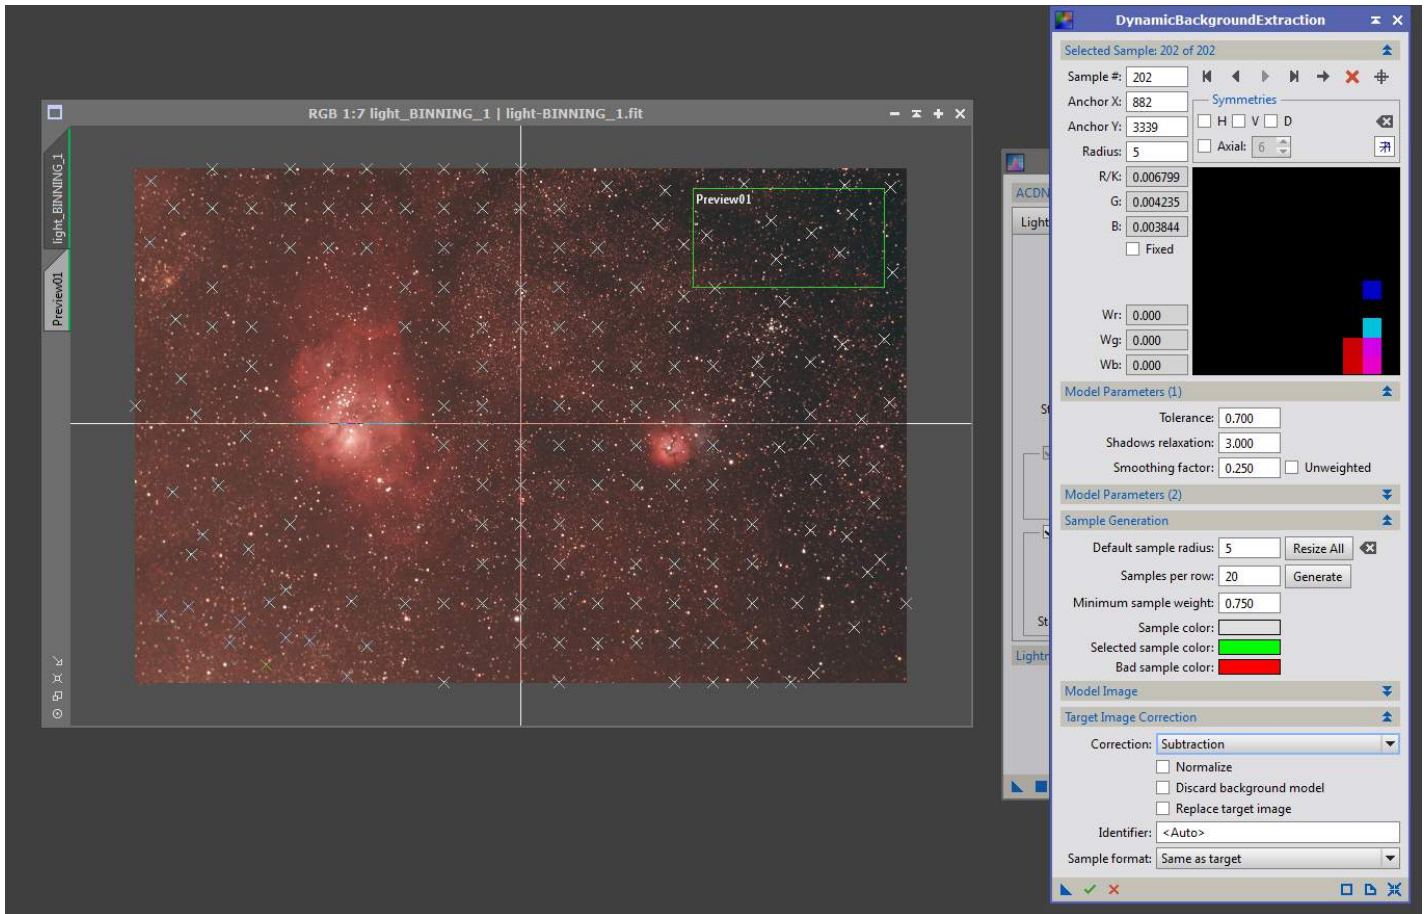 DynamicBackgroundExtraction
Selected Sample: 202 of 202
Sample #: 202
Anchor X: 882
Symmetries
Anchor Y: 3339
H V D
Radius: 5
Axial: 6
R/K: 0.006799
G: 0.004235
B: 0.003844
Fixed
Wr: 0.000
Wg: 0.000
Wb: 0.000
Model Parameters (1)
Tolerance: 0.700
Shadows relaxation: 3.000
Smoothing factor: 0.250 Unweighted
Model Parameters (2)
Sample Generation
Default sample radius: 5 Resize All
Samples per row: 20 Generate
Minimum sample weight: 0.750
Sample color:
Selected sample color:
Bad sample color:
Model Image
Target Image Correction
Correction: Subtraction
Normalize
Discard background model
Replace target image
Identifier: <Auto>
Sample format: Same as target
RGB 1:7 light_BINNING_1 | light-BINNING_1.fit
light_BINNING_1
Preview01
Preview01
ACDN
Light
St
St
Lightr